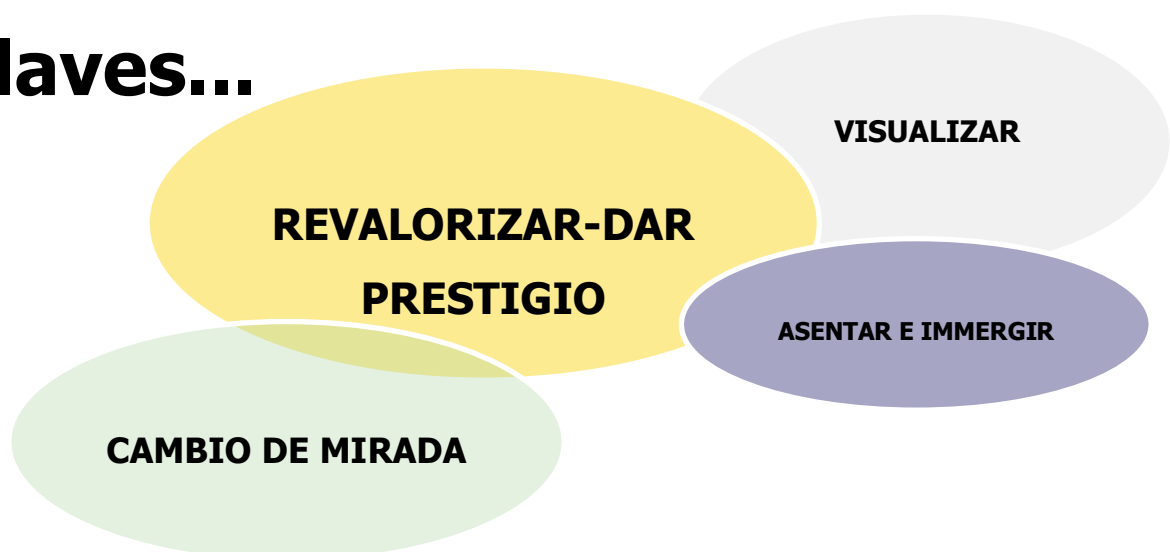 laves...
VISUALIZAR
REVALORIZAR-DAR
PRESTIGIO
ASENTAR E IMMERGIR
CAMBIO DE MIRADA